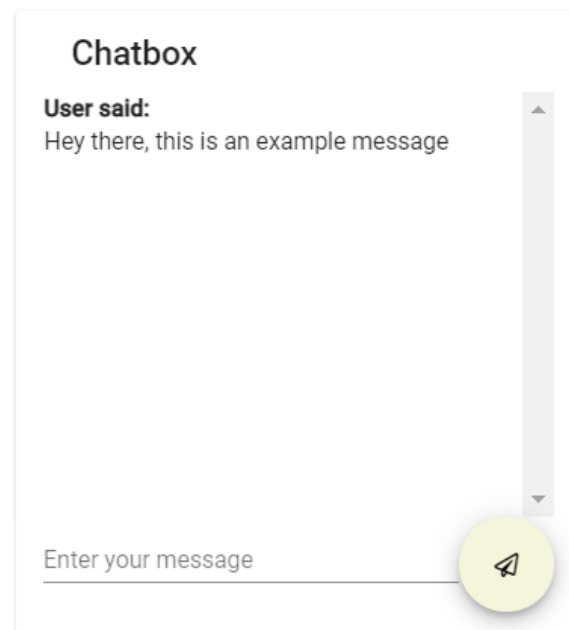 Chatbox
User said:
Hey there, this is an example message
Enter your message